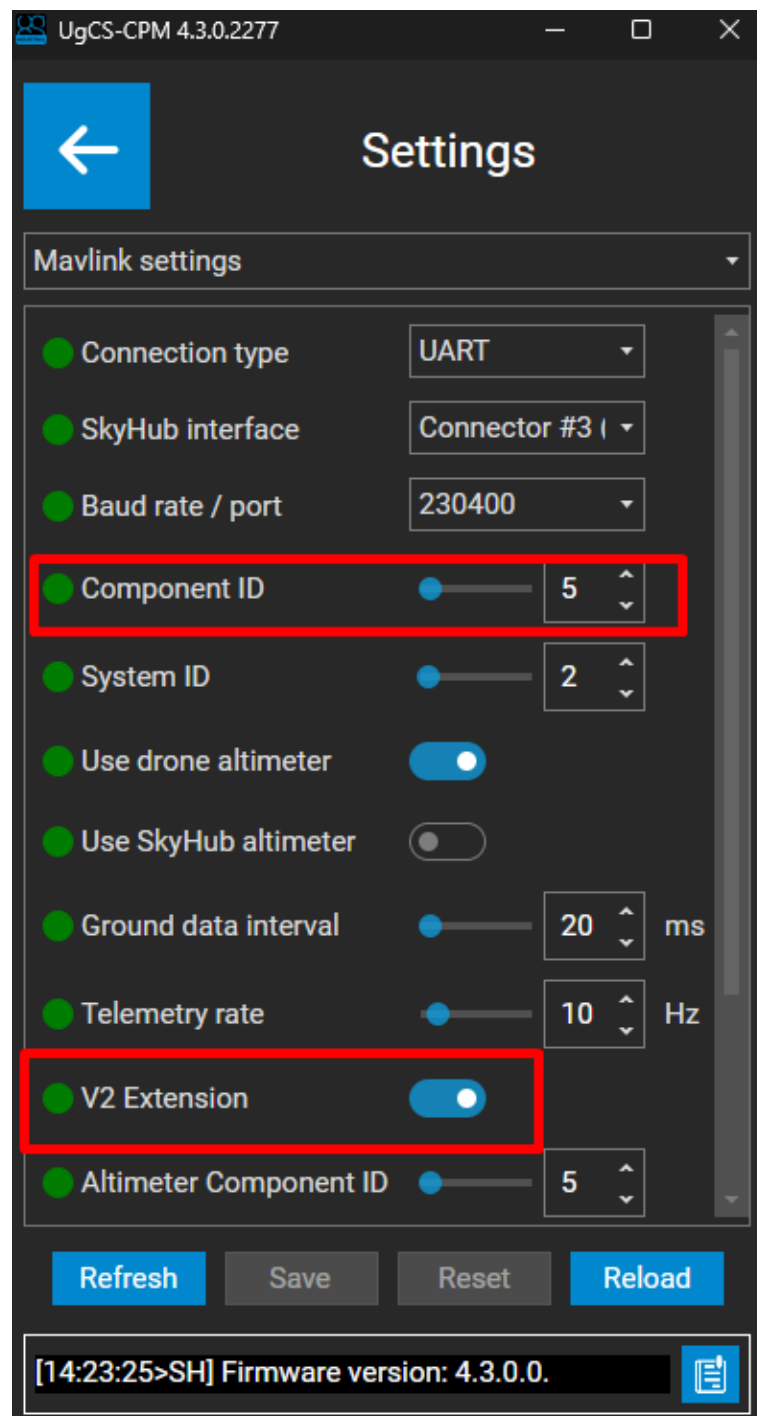 UgCS-CPM 4.3.0.2277
Settings
Mavlink settings
Connection type UART
SkyHub interface Connector #3 (
Baud rate / port 230400
Component ID 5
System ID 2
Use drone altimeter
Use SkyHub altimeter
Ground data interval 20 ms
Telemetry rate 10 Hz
V2 Extension
Altimeter Component ID 5
Refresh Save Reset Reload
[14:23:25>SH] Firmware version: 4.3.0.0.